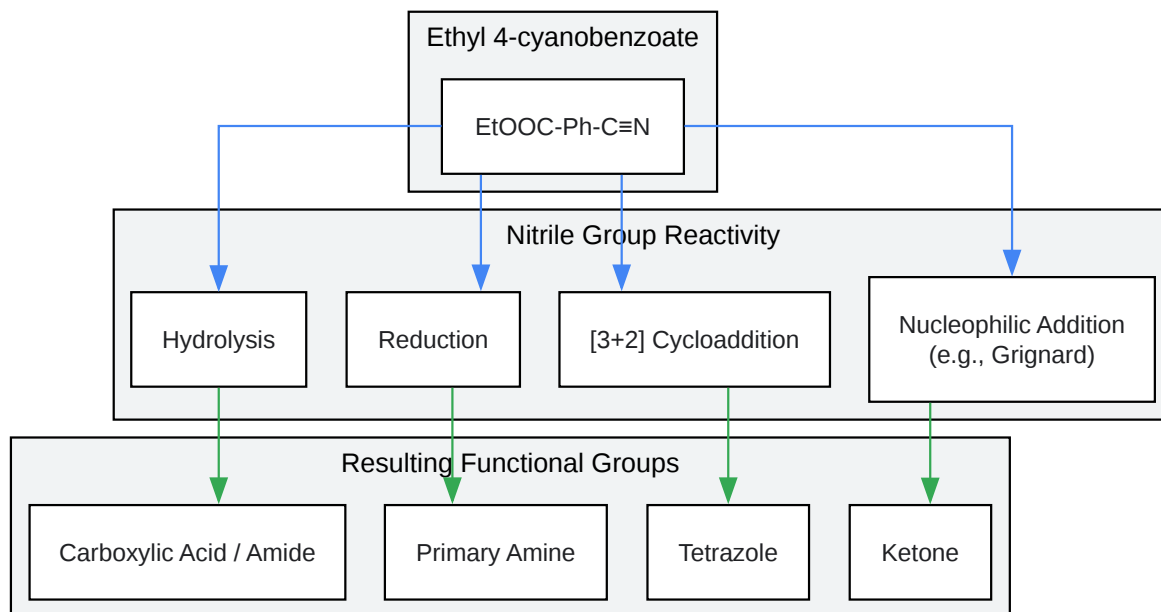 Ethyl 4-cyanobenzoate
EtOOC-Ph-C≡N
Nitrile Group Reactivity
Hydrolysis
Reduction
[3+2] Cycloaddition
Nucleophilic Addition
(e.g., Grignard)
Resulting Functional Groups
Carboxylic Acid / Amide
Primary Amine
Tetrazole
Ketone